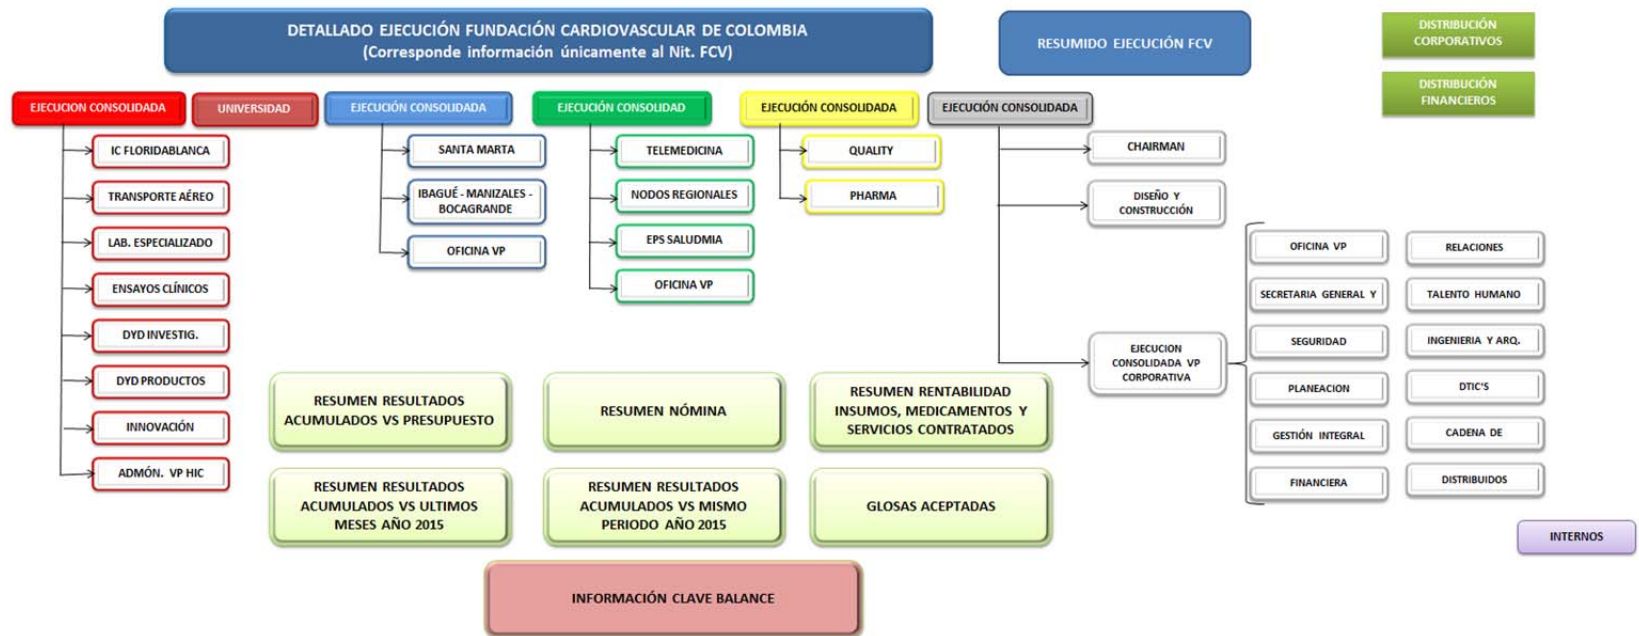 DETALLADO EJECUCIÓN FUNDACIÓN CARDIOVASCULAR DE COLOMBIA
(Corresponde información únicamente al Nit. FCV)
RESUMIDO EJECUCIÓN FCV
DISTRIBUCIÓN
CORPORATIVOS
DISTRIBUCIÓN
FINANCIEROS
EJECUCION CONSOLIDADA
UNIVERSIDAD
EJECUCIÓN CONSOLIDADA
EJECUCIÓN CONSOLIDAD
EJECUCIÓN CONSOLIDADA
EJECUCIÓN CONSOLIDADA
IC FLORIDABLANCA
TRANSPORTE AÉREO
LAB. ESPECIALIZADO
ENSAYOS CLÍNICOS
DYD INVESTIG.
DYD PRODUCTOS
INNOVACIÓN
ADMÓN. VP HIC
SANTA MARTA
IBAGUÉ - MANIZALES -
BOCAGRANDE
OFICINA VP
TELEMEDICINA
NODOS REGIONALES
EPS SALUDMIA
OFICINA VP
QUALITY
PHARMA
CHAIRMAN
DISEÑO Y
CONSTRUCCIÓN
EJECUCION
CONSOLIDADA VP
CORPORATIVA
OFICINA VP
SECRETARIA GENERAL Y
SEGURIDAD
PLANEACION
GESTIÓN INTEGRAL
FINANCIERA
RELACIONES
TALENTO HUMANO
INGENIERIA Y ARQ.
DTIC'S
CADENA DE
DISTRIBUIDOS
RESUMEN RESULTADOS
ACUMULADOS VS PRESUPUESTO
RESUMEN NÓMINA
RESUMEN RENTABILIDAD
INSUMOS, MEDICAMENTOS Y
SERVICIOS CONTRATADOS
RESUMEN RESULTADOS
ACUMULADOS VS ULTIMOS
MESES AÑO 2015
RESUMEN RESULTADOS
ACUMULADOS VS MISMO
PERIODO AÑO 2015
GLOSAS ACEPTADAS
INTERNOS
INFORMACIÓN CLAVE BALANCE